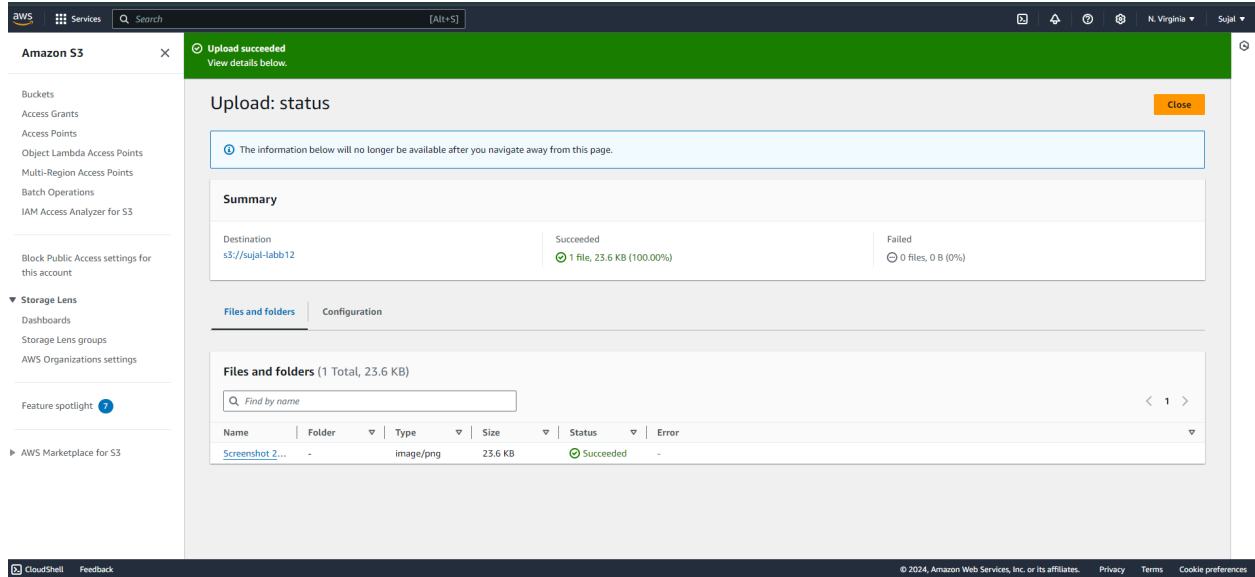 aws Services Search [Alt+S] N. Virginia ▼ Sujal ▼
Amazon S3
Buckets
Access Grants
Access Points
Object Lambda Access Points
Multi-Region Access Points
Batch Operations
IAM Access Analyzer for S3
Block Public Access settings for
this account
Storage Lens
Dashboards
Storage Lens groups
AWS Organizations settings
Feature spotlight 7
AWS Marketplace for S3
Upload succeeded
View details below.
Upload: status
Close
The information below will no longer be available after you navigate away from this page.
Summary
Destination Succeeded Failed
s3://sujal-labb12 1 file, 23.6 KB (100.00%) 0 files, 0 B (0%)
Files and folders Configuration
Files and folders (1 Total, 23.6 KB)
Find by name < 1 >
Name Folder Type Size Status Error
Screenshot 2... - image/png 23.6 KB Succeeded -
CloudShell Feedback © 2024, Amazon Web Services, Inc. or its affiliates. Privacy Terms Cookie preferences